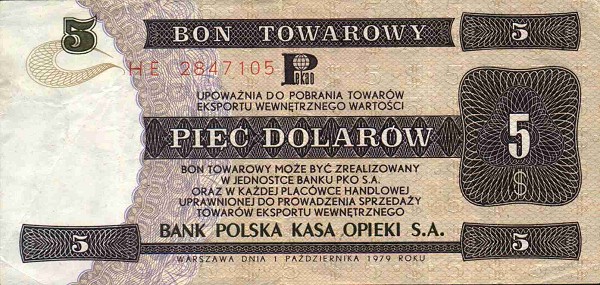 5 BON TOWAROWY 5
HE 2847105 Pekao
UPOWAŻNIA DO POBRANIA TOWARÓW
EKSPORTU WEWNĘTRZNEGO WARTOŚCI
PIĘĆ DOLARÓW
5
$
BON TOWAROWY MOŻE BYĆ ZREALIZOWANY
W JEDNOSTCE BANKU PKO S.A.
ORAZ W KAŻDEJ PLACÓWCE HANDLOWEJ
UPRAWNIONEJ DO PROWADZENIA SPRZEDAŻY
TOWARÓW EKSPORTU WEWNĘTRZNEGO
5 BANK POLSKA KASA OPIEKI S.A. 5
WARSZAWA DNIA 1 PAŹDZIERNIKA 1979 ROKU